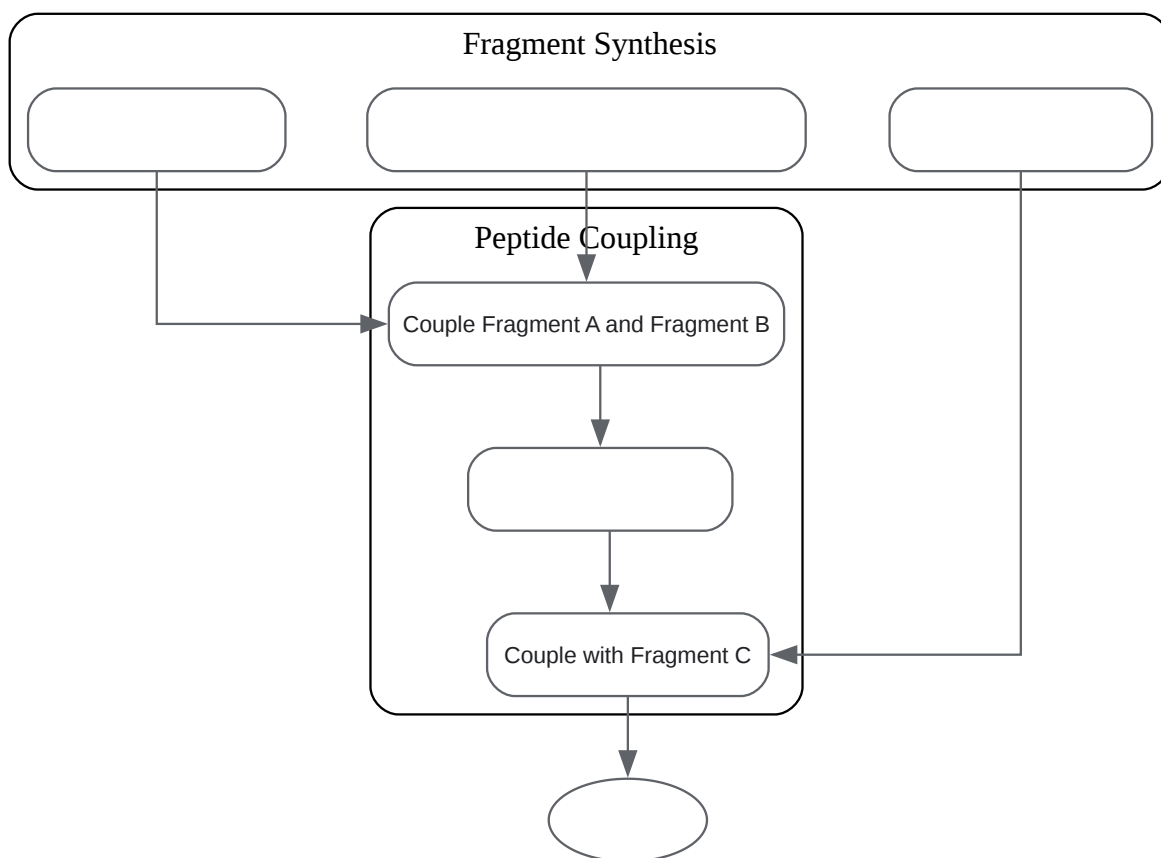 Fragment Synthesis
Peptide Coupling
Couple Fragment A and Fragment B
Couple with Fragment C